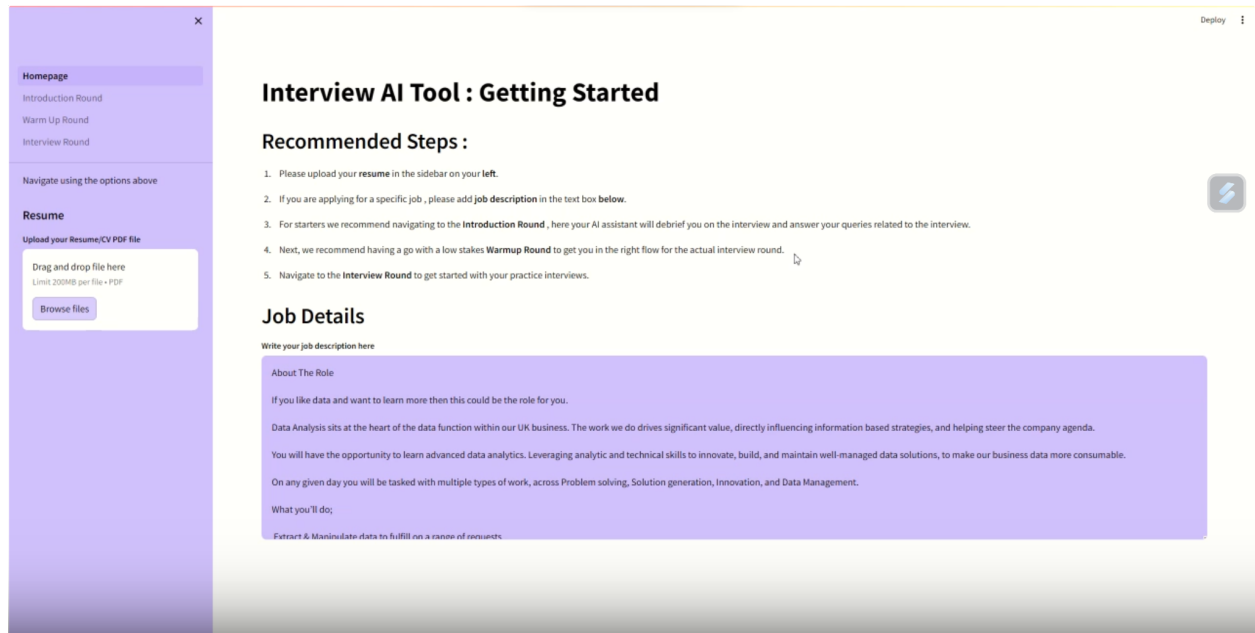 Deploy
Homepage
Introduction Round
Warm Up Round
Interview Round
Navigate using the options above
Resume
Upload your Resume/CV PDF file
Drag and drop file here
Limit 200MB per file • PDF
Browse files
Interview AI Tool : Getting Started
Recommended Steps :
1. Please upload your resume in the sidebar on your left.
2. If you are applying for a specific job , please add job description in the text box below.
3. For starters we recommend navigating to the Introduction Round , here your AI assistant will debrief you on the interview and answer your queries related to the interview.
4. Next, we recommend having a go with a low stakes Warmup Round to get you in the right flow for the actual interview round.
5. Navigate to the Interview Round to get started with your practice interviews.
Job Details
Write your job description here
About The Role
If you like data and want to learn more then this could be the role for you.
Data Analysis sits at the heart of the data function within our UK business. The work we do drives significant value, directly influencing information based strategies, and helping steer the company agenda.
You will have the opportunity to learn advanced data analytics. Leveraging analytic and technical skills to innovate, build, and maintain well-managed data solutions, to make our business data more consumable.
On any given day you will be tasked with multiple types of work, across Problem solving, Solution generation, Innovation, and Data Management.
What you'll do;
Extract & Manipulate data to fulfill on a range of requests